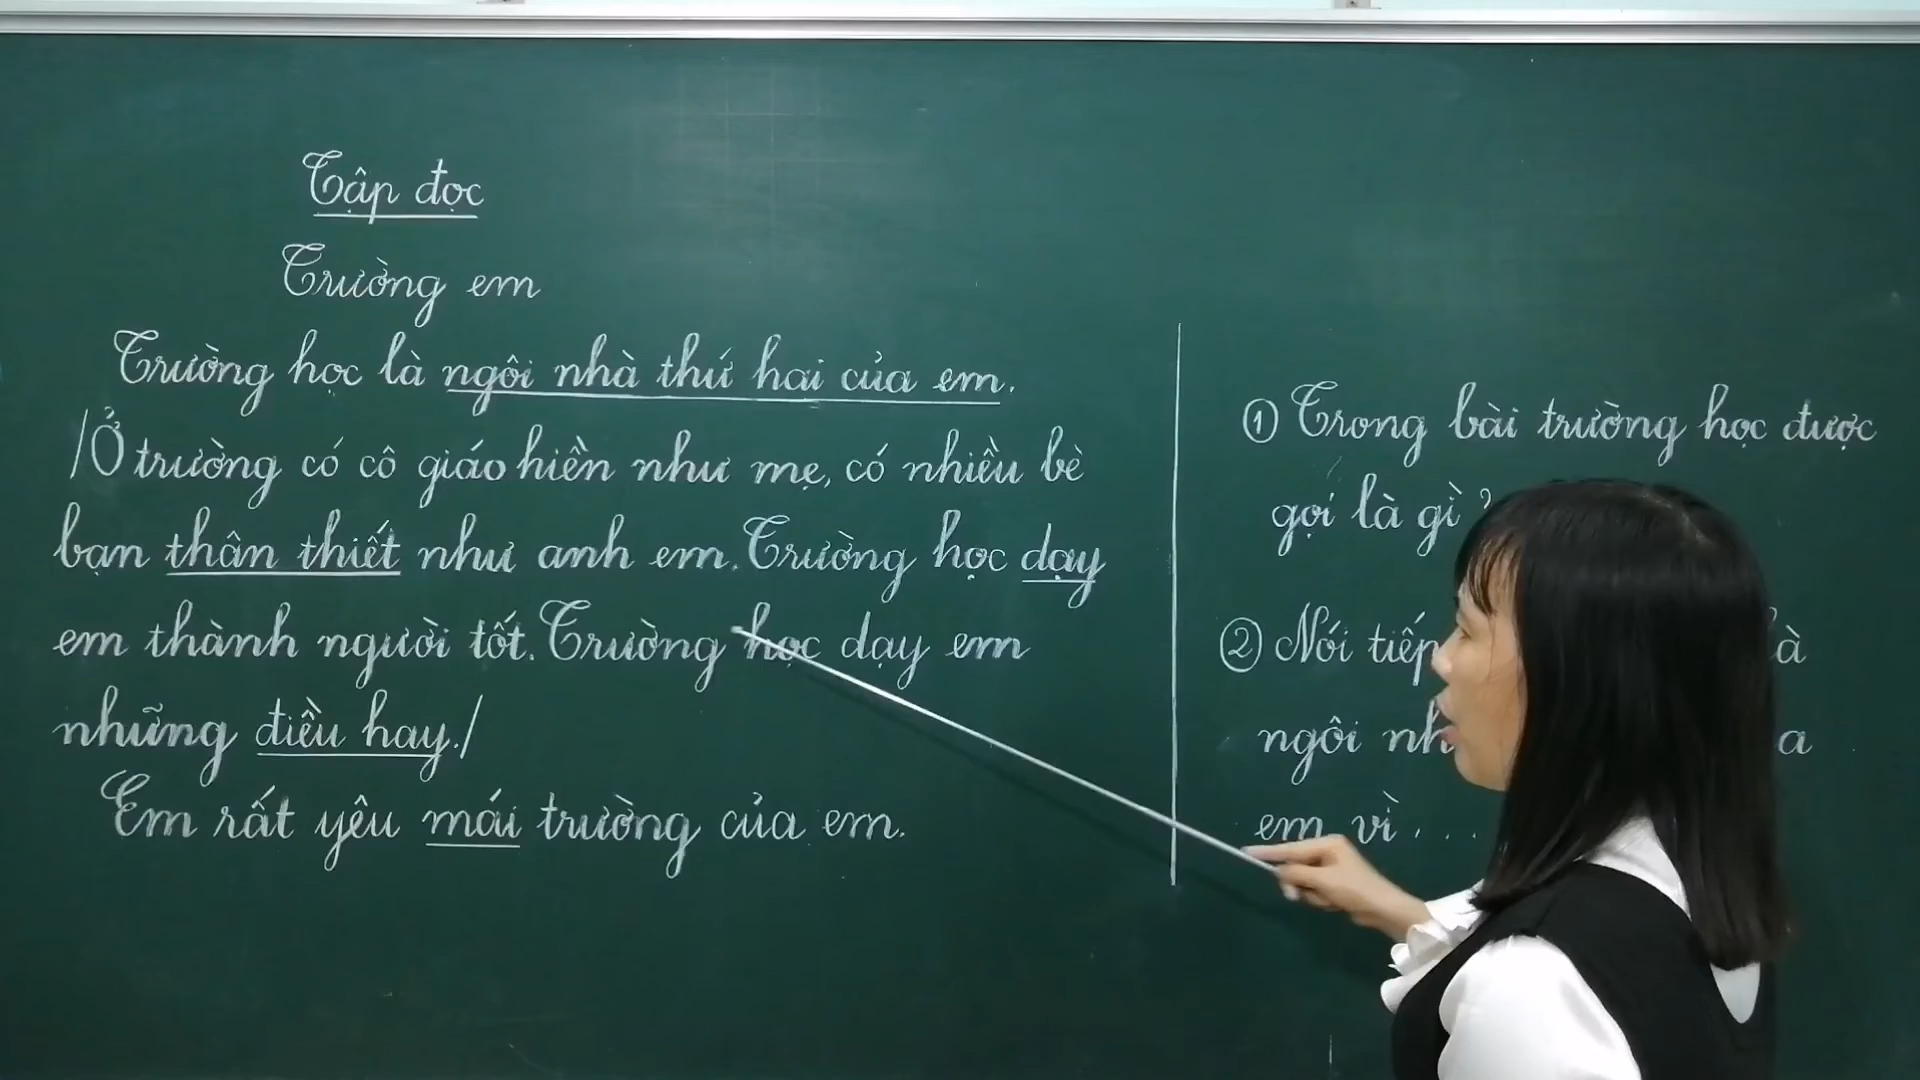 Tập đọc
Trường em
Trường học là ngôi nhà thứ hai của em.
/Ở trường có cô giáo hiền như mẹ, có nhiều bè
bạn thân thiết như anh em. Trường học dạy
em thành người tốt. Trường học dạy em
những điều hay./
Em rất yêu mái trường của em.
① Trong bài trường học được
gọi là gì ?
② Nói tiếp
ngôi
em vì . . .